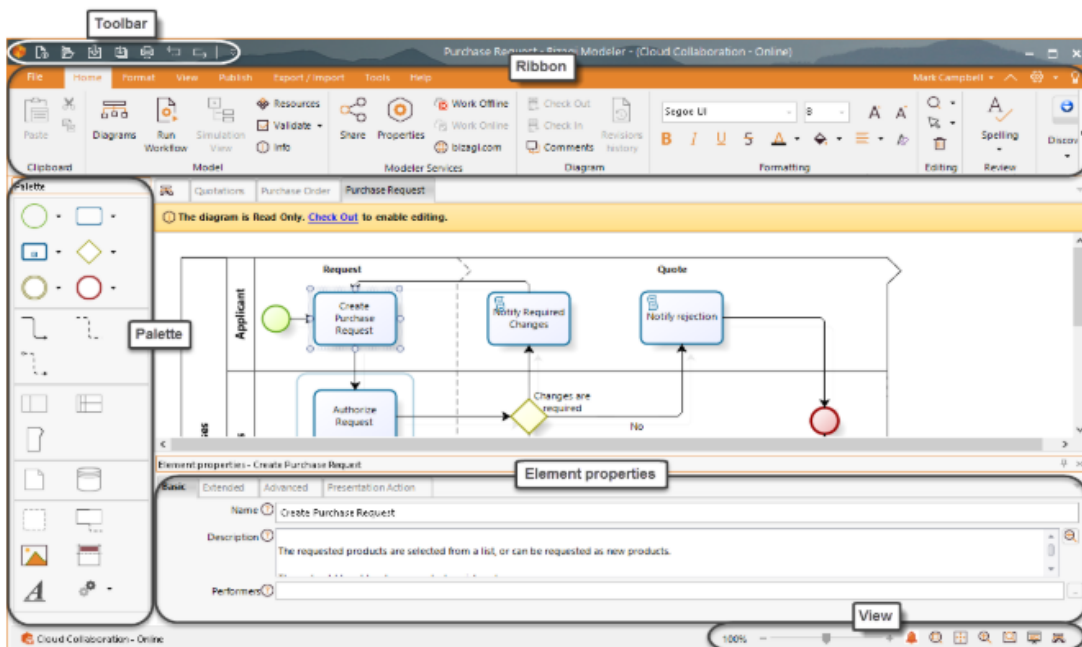 Toolbar
Purchase Request - Bizagi Modeler - (Cloud Collaboration - Online)
Ribbon
File Home Format View Publish Export / Import Tools Help Mark Campbell
Paste Diagrams Run Workflow Simulation View Resources Validate Info Share Properties Work Offline Work Online bizagi.com Check Out Check In Comments Revisions history Segoe UI 8 A A B I U S A Spelling Discov
Clipboard Model Modeler Services Diagram Formatting Editing Review
Palette
Quotations Purchase Order Purchase Request
The diagram is Read Only. Check Out to enable editing.
Request Quote
Applicant
Create
Purchase
Request
Notify Required
Changes
Notify rejection
Palette
Authorize
Request
Changes are
required
No
Element properties - Create Purchase Request
Element properties
Basic Extended Advanced Presentation Action
Name Create Purchase Request
Description
The requested products are selected from a list, or can be requested as new products.
Performers
A
View
Cloud Collaboration - Online 100%